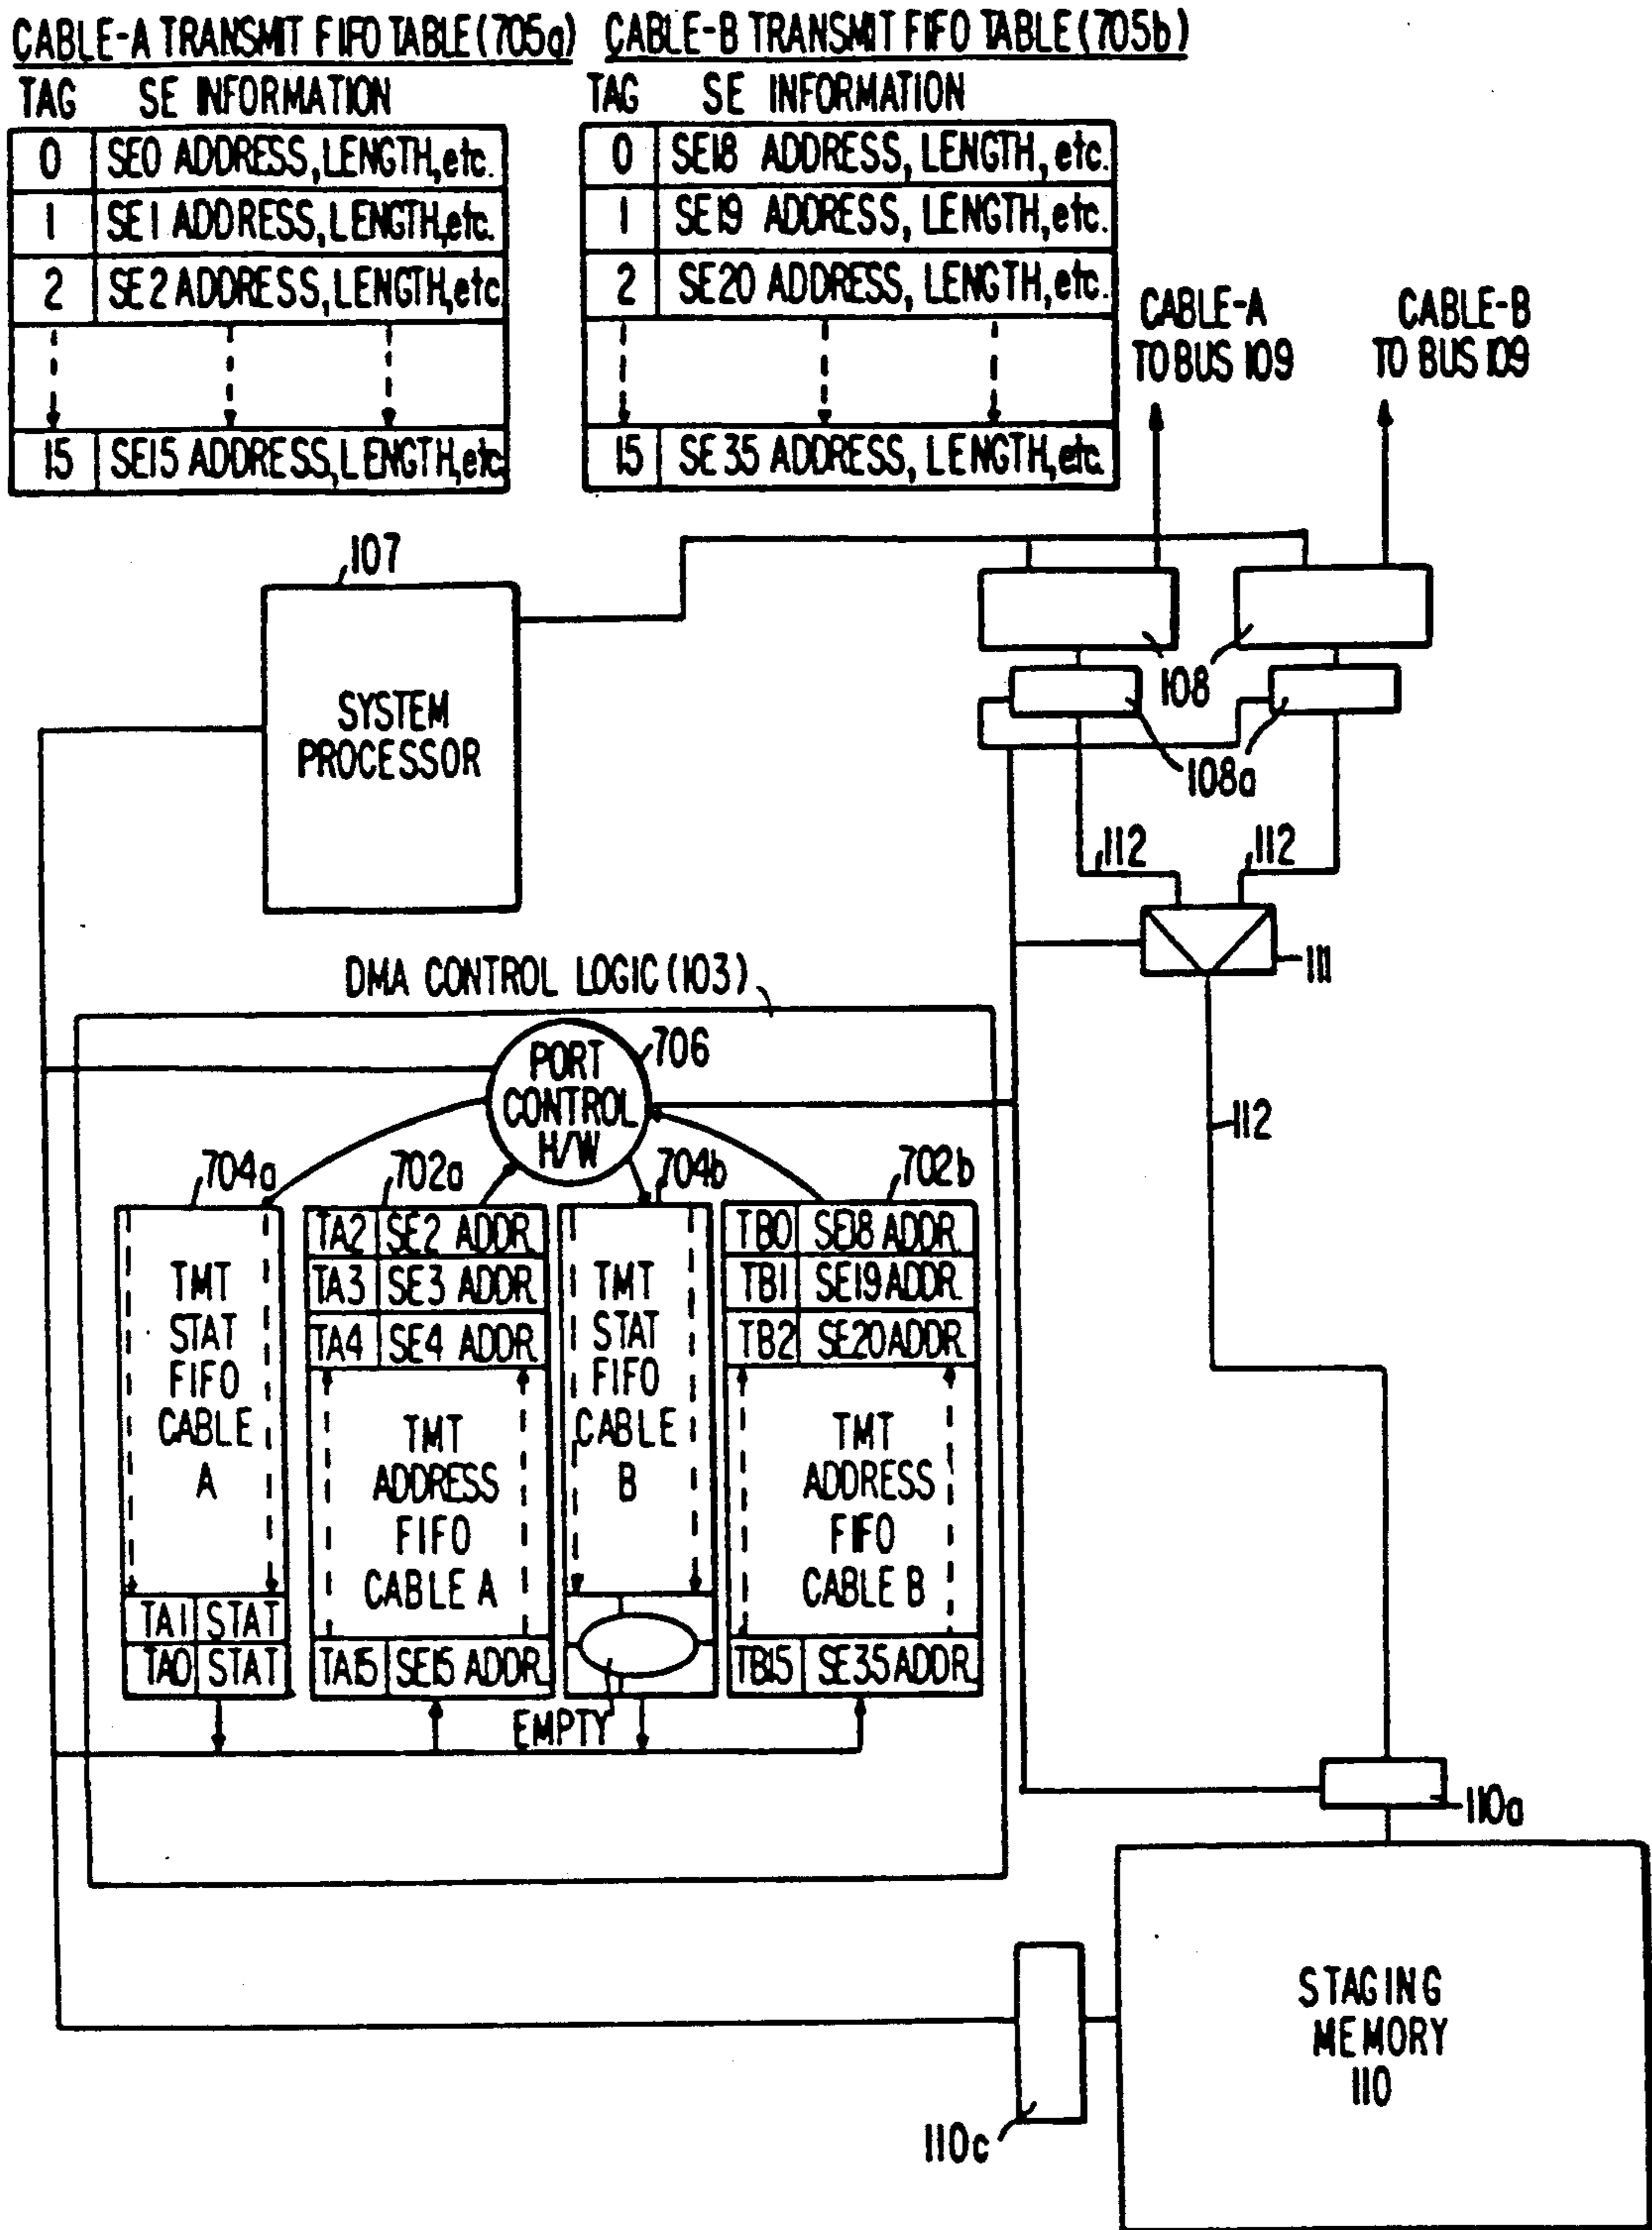 CABLE-A TRANSMIT FIFO TABLE (705a)
TAG SE INFORMATION
0 SE0 ADDRESS, LENGTH, etc.
1 SE1 ADDRESS, LENGTH, etc.
2 SE2 ADDRESS, LENGTH, etc
15 SE15 ADDRESS, LENGTH, etc.
CABLE-B TRANSMIT FIFO TABLE (705b)
TAG SE INFORMATION
0 SE18 ADDRESS, LENGTH, etc.
1 SE19 ADDRESS, LENGTH, etc.
2 SE20 ADDRESS, LENGTH, etc.
15 SE35 ADDRESS, LENGTH, etc.
CABLE-A
TO BUS 109
CABLE-B
TO BUS 109
107
SYSTEM
PROCESSOR
108
108a
112
112
111
112
DMA CONTROL LOGIC (103)
PORT
CONTROL
H/W
706
704a
702a
704b
702b
TMT
STAT
FIFO
CABLE
A
TA1 STAT
TA0 STAT
TA2 SE2 ADDR.
TA3 SE3 ADDR.
TA4 SE4 ADDR.
TMT
ADDRESS
FIFO
CABLE A
TA15 SE15 ADDR.
TMT
STAT
FIFO
CABLE
B
EMPTY
TB0 SE18 ADDR.
TB1 SE19 ADDR.
TB2 SE20 ADDR.
TMT
ADDRESS
FIFO
CABLE B
TB15 SE35 ADDR.
110a
STAGING
MEMORY
110
110c